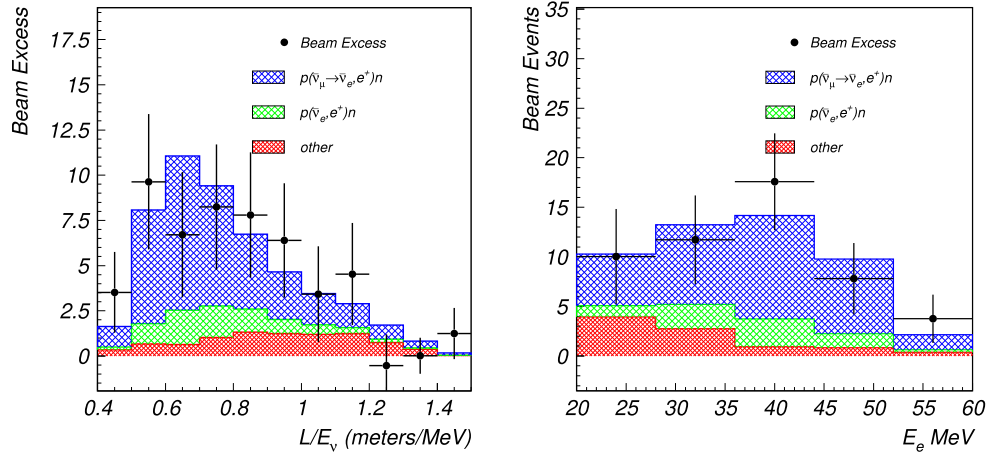 Beam Excess
17.5
15
12.5
10
7.5
5
2.5
0
Beam Excess
p(ν̄μ→ν̄e,e⁺)n
p(ν̄e,e⁺)n
other
0.4 0.6 0.8 1 1.2 1.4
L/Eν (meters/MeV)
Beam Events
35
30
25
20
15
10
5
0
Beam Excess
p(ν̄μ→ν̄e,e⁺)n
p(ν̄e,e⁺)n
other
20 25 30 35 40 45 50 55 60
Ee MeV